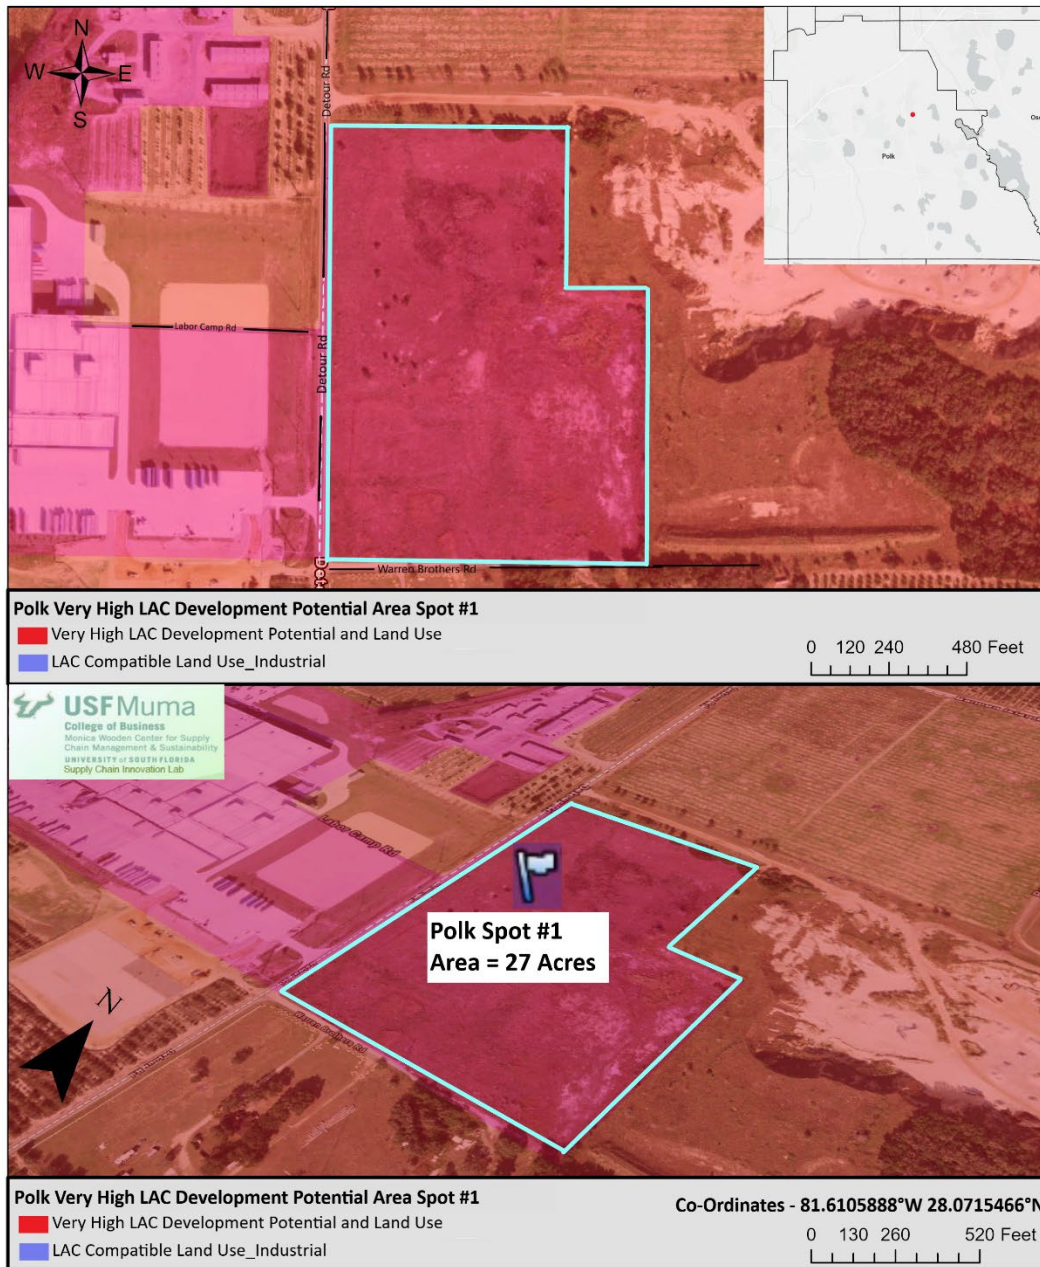 N
W E
S
Detour Rd
Polk
Labor Camp Rd
Detour Rd
Warren Brothers Rd
Polk Very High LAC Development Potential Area Spot #1
Very High LAC Development Potential and Land Use
LAC Compatible Land Use_Industrial
0 120 240 480 Feet
USF Muma
College of Business
Monica Wooden Center for Supply
Chain Management & Sustainability
UNIVERSITY of SOUTH FLORIDA
Supply Chain Innovation Lab
Labor Camp Rd
Polk Spot #1
Area = 27 Acres
N
Warren Brothers Rd
Polk Very High LAC Development Potential Area Spot #1
Very High LAC Development Potential and Land Use
LAC Compatible Land Use_Industrial
Co-Ordinates - 81.6105888°W 28.0715466°N
0 130 260 520 Feet